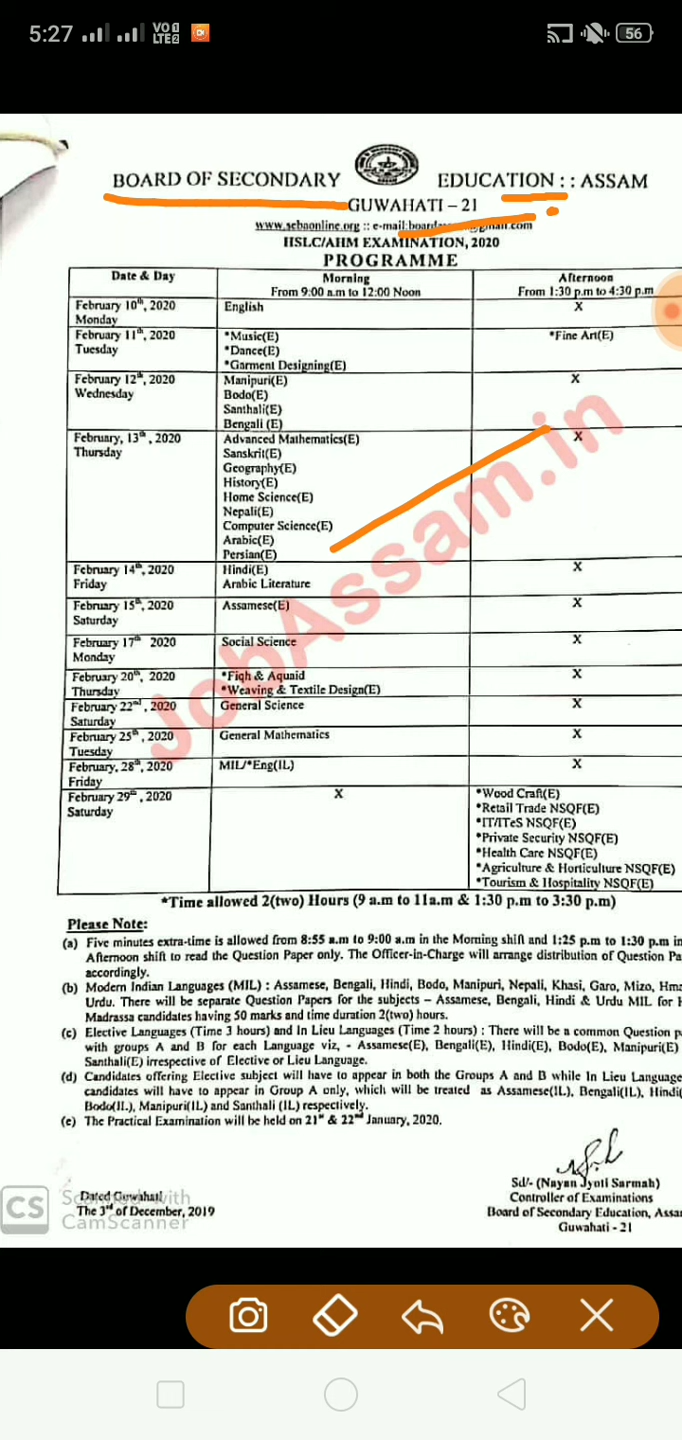 5:27 VO 1 LTE2 56
BOARD OF SECONDARY EDUCATION : : ASSAM
GUWAHATI – 21
www.sebaonline.org :: e-mail:
HSLC/AHM EXAMINATION, 2020
PROGRAMME
Date & Day Morning Afternoon
From 9:00 a.m to 12:00 Noon From 1:30 p.m to 4:30 p.m
February 10th, 2020 English X
Monday
February 11th, 2020 *Music(E) *Fine Art(E)
Tuesday *Dance(E)
*Garment Designing(E)
February 12th, 2020 Manipuri(E) X
Wednesday Bodo(E)
Santhali(E)
Bengali (E)
February, 13th , 2020 Advanced Mathematics(E) X
Thursday Sanskrit(E)
Geography(E)
History(E)
Home Science(E)
Nepali(E)
Computer Science(E)
Arabic(E)
Persian(E)
February 14th, 2020 Hindi(E) X
Friday Arabic Literature
February 15th, 2020 Assamese(E) X
Saturday
February 17th 2020 Social Science X
Monday
February 20th, 2020 *Fiqh & Aquaid X
Thursday *Weaving & Textile Design(E)
February 22nd , 2020 General Science X
Saturday
February 25th , 2020 General Mathematics X
Tuesday
February, 28th, 2020 MIL/*Eng(IL) X
Friday
February 29th , 2020 X *Wood Craft(E)
Saturday *Retail Trade NSQF(E)
*IT/ITeS NSQF(E)
*Private Security NSQF(E)
*Health Care NSQF(E)
*Agriculture & Horticulture NSQF(E)
*Tourism & Hospitality NSQF(E)
JobAssam.in
*Time allowed 2(two) Hours (9 a.m to 11a.m & 1:30 p.m to 3:30 p.m)
Please Note:
(a) Five minutes extra-time is allowed from 8:55 a.m to 9:00 a.m in the Morning shift and 1:25 p.m to 1:30 p.m in
Afternoon shift to read the Question Paper only. The Officer-in-Charge will arrange distribution of Question Pa
accordingly.
(b) Modern Indian Languages (MIL) : Assamese, Bengali, Hindi, Bodo, Manipuri, Nepali, Khasi, Garo, Mizo, Hma
Urdu. There will be separate Question Papers for the subjects – Assamese, Bengali, Hindi & Urdu MIL for H
Madrassa candidates having 50 marks and time duration 2(two) hours.
(c) Elective Languages (Time 3 hours) and In Lieu Languages (Time 2 hours) : There will be a common Question p
with groups A and B for each Language viz, - Assamese(E), Bengali(E), Hindi(E), Bodo(E), Manipuri(E)
Santhali(E) irrespective of Elective or Lieu Language.
(d) Candidates offering Elective subject will have to appear in both the Groups A and B while In Lieu Language
candidates will have to appear in Group A only, which will be treated as Assamese(IL), Bengali(IL), Hindi(
Bodo(IL), Manipuri(IL) and Santhali (IL) respectively.
(e) The Practical Examination will be held on 21st & 22nd January, 2020.
Sd/- (Nayan Jyoti Sarmah)
Controller of Examinations
Board of Secondary Education, Assa
Guwahati - 21
Dated Guwahati
The 3rd of December, 2019
CS Scanned with
CamScanner